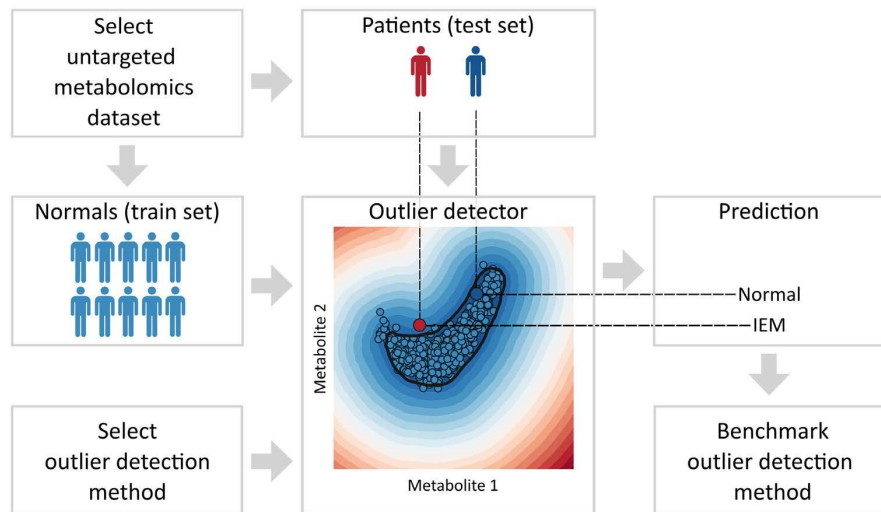 Select
untargeted
metabolomics
dataset
Patients (test set)
Normals (train set)
Outlier detector
Metabolite 2
Metabolite 1
Prediction
Normal
IEM
Select
outlier detection
method
Benchmark
outlier detection
method